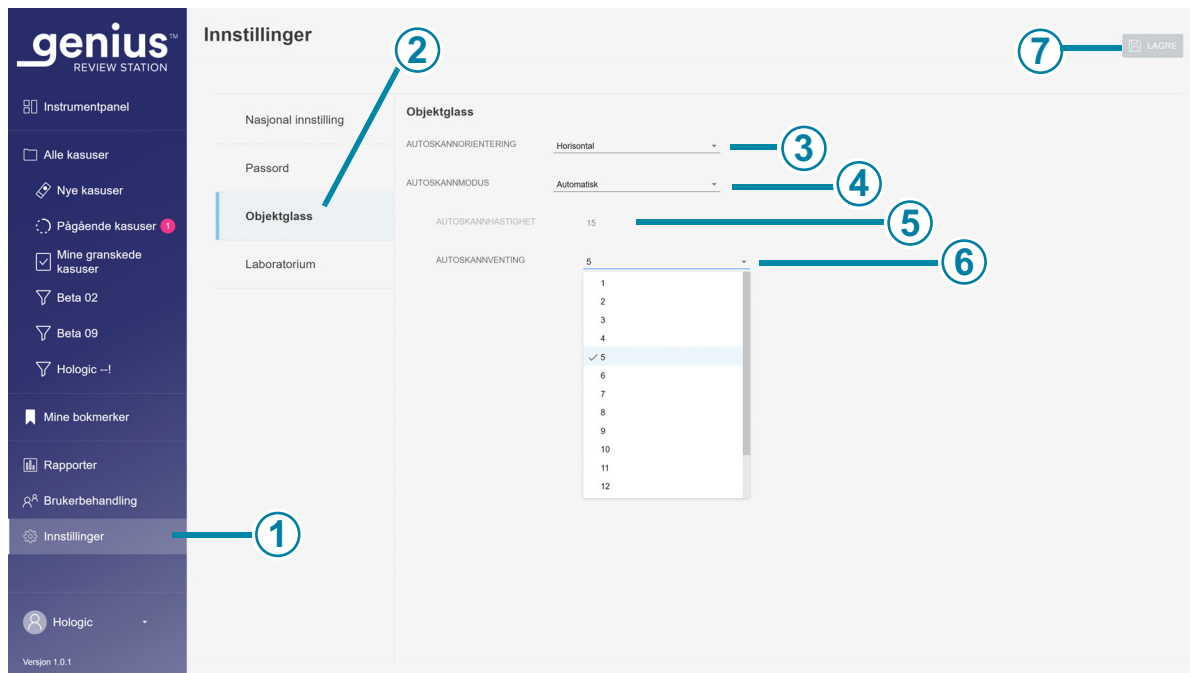 genius™
REVIEW STATION
Instrumentpanel
Alle kasuser
Nye kasuser
Pågående kasuser 1
Mine granskede
kasuser
Beta 02
Beta 09
Hologic --!
Mine bokmerker
Rapporter
Brukerbehandling
Innstillinger
Hologic
Versjon 1.0.1
Innstillinger
LAGRE
Nasjonal innstilling
Passord
Objektglass
Laboratorium
Objektglass
AUTOSKANNORIENTERING Horisontal
AUTOSKANNMODUS Automatisk
AUTOSKANNHASTIGHET 15
AUTOSKANNVENTING 5
1
2
3
4
5
6
7
8
9
10
11
12
1
2
3
4
5
6
7